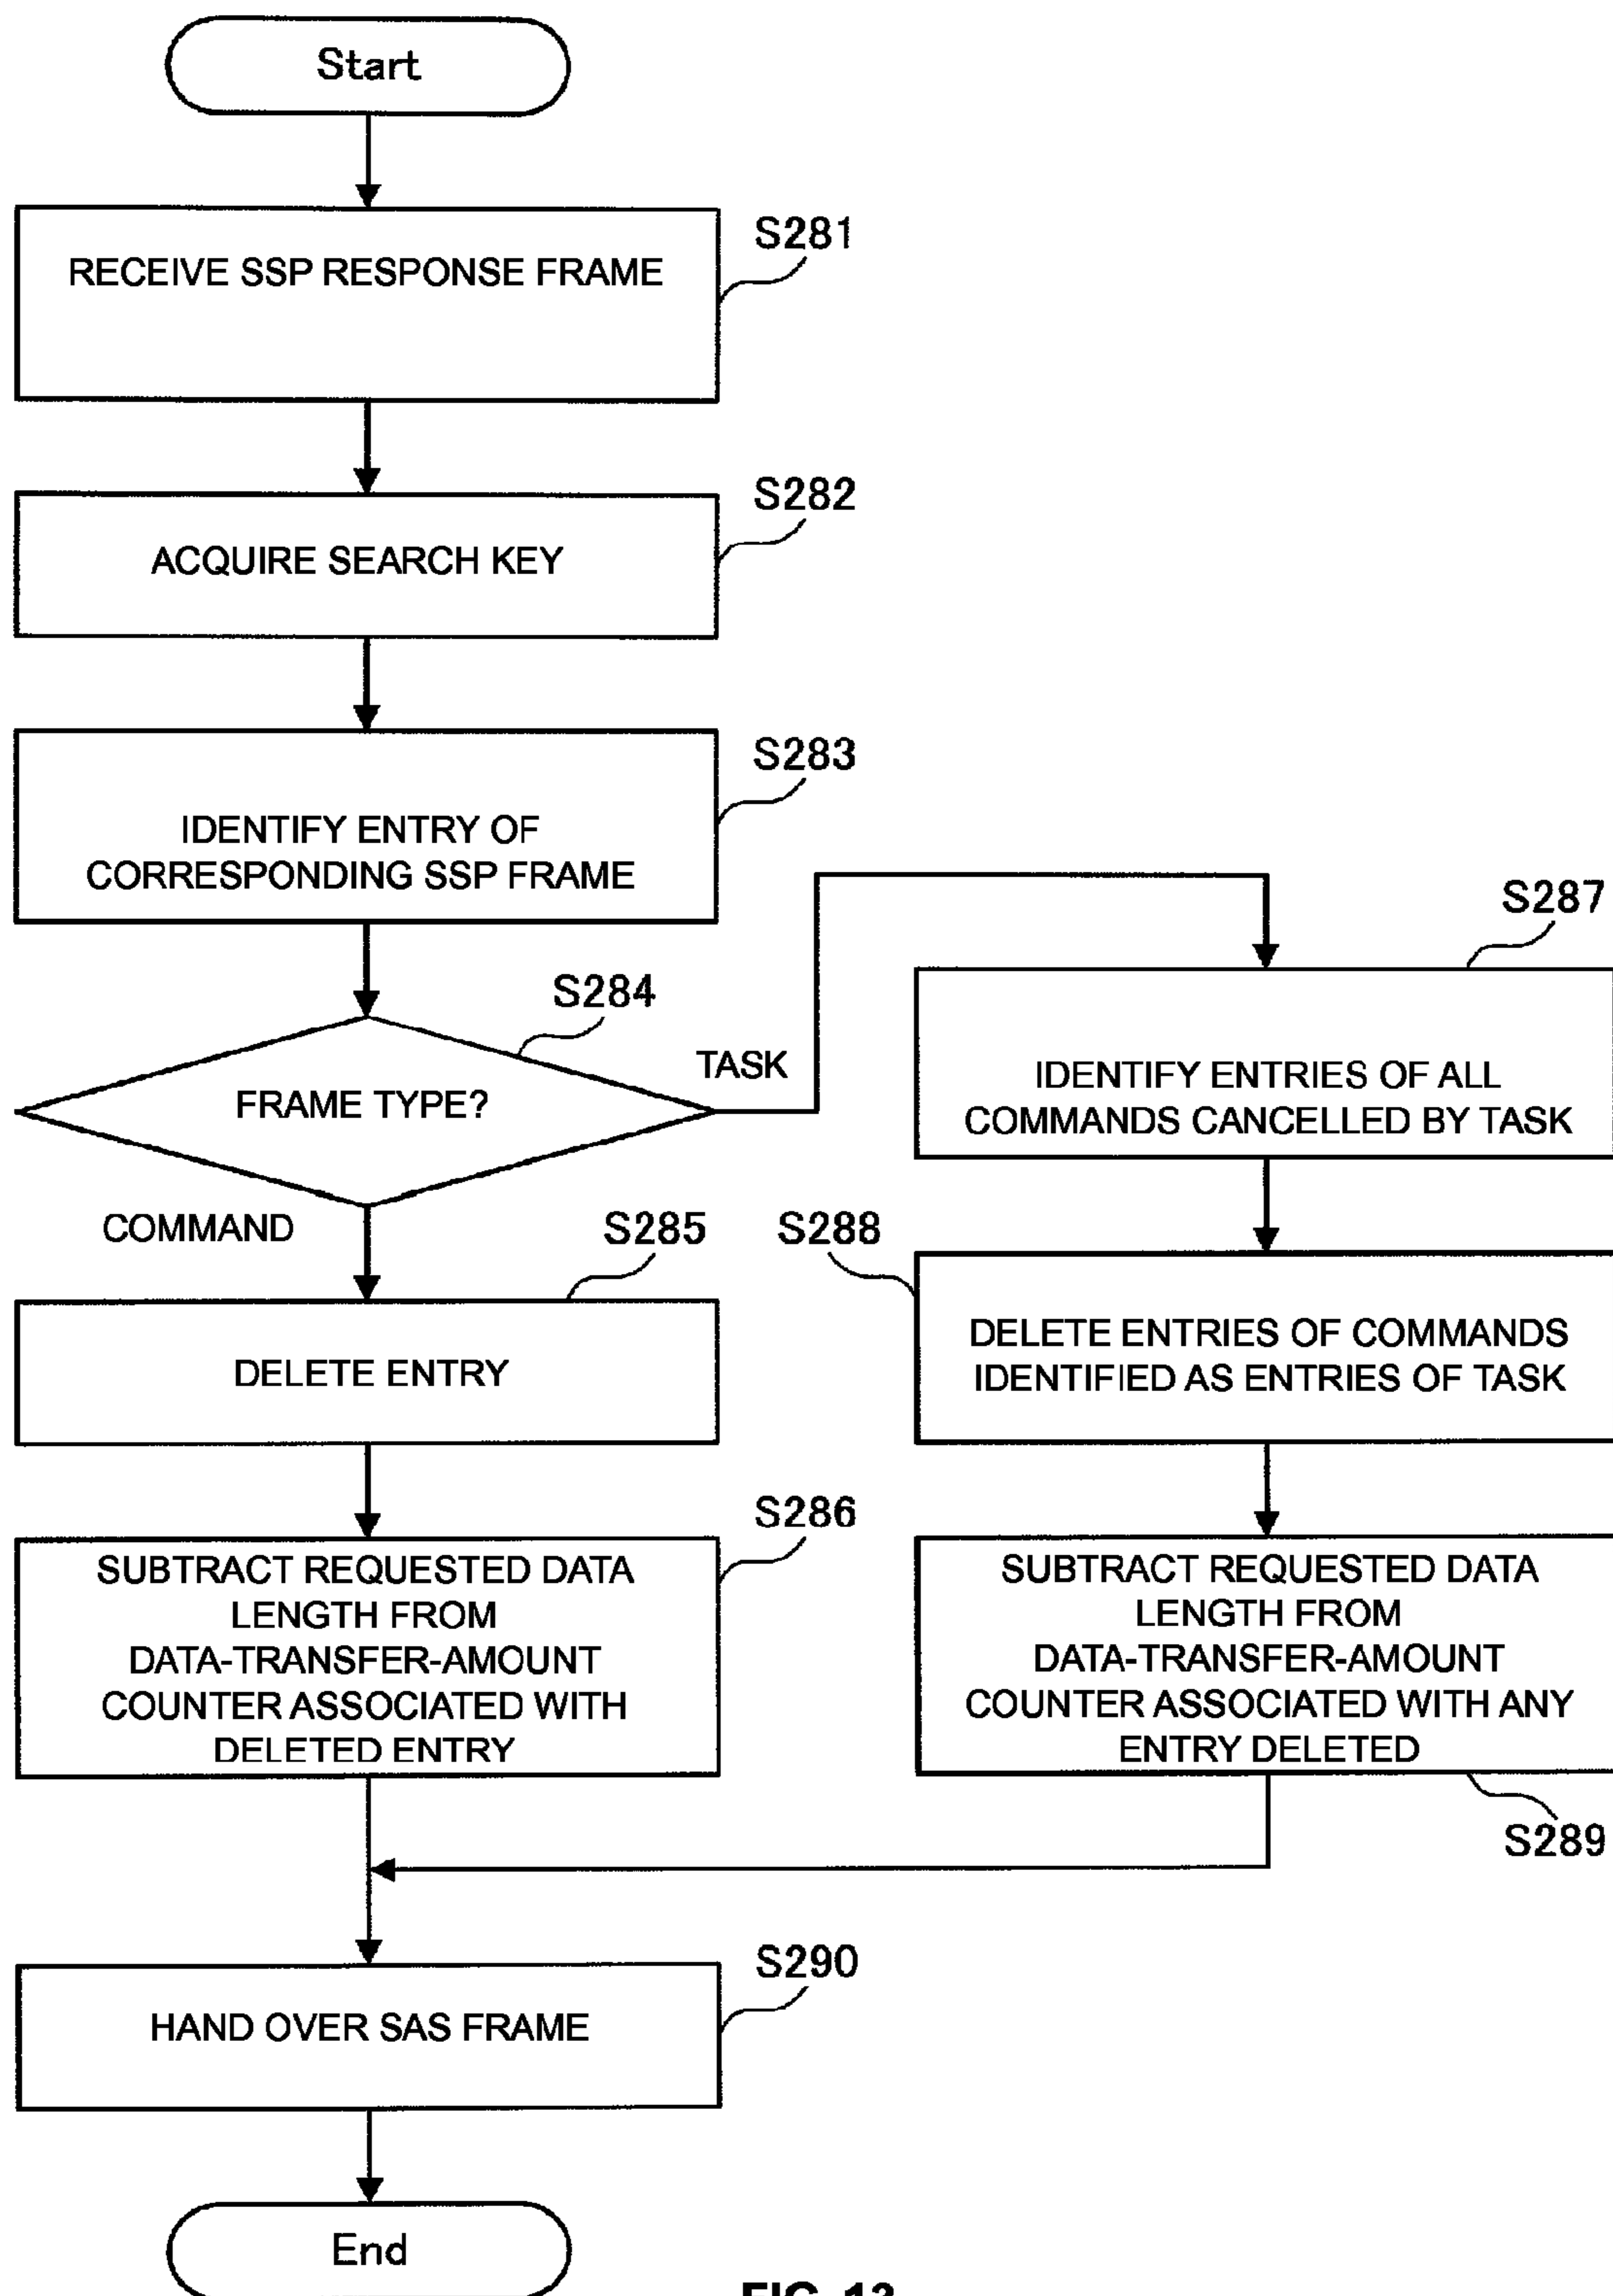 Start
S281
RECEIVE SSP RESPONSE FRAME
S282
ACQUIRE SEARCH KEY
S283
IDENTIFY ENTRY OF
CORRESPONDING SSP FRAME
S284
FRAME TYPE?
TASK
COMMAND
S285
DELETE ENTRY
S286
SUBTRACT REQUESTED DATA
LENGTH FROM
DATA-TRANSFER-AMOUNT
COUNTER ASSOCIATED WITH
DELETED ENTRY
S287
IDENTIFY ENTRIES OF ALL
COMMANDS CANCELLED BY TASK
S288
DELETE ENTRIES OF COMMANDS
IDENTIFIED AS ENTRIES OF TASK
SUBTRACT REQUESTED DATA
LENGTH FROM
DATA-TRANSFER-AMOUNT
COUNTER ASSOCIATED WITH ANY
ENTRY DELETED
S289
S290
HAND OVER SAS FRAME
End
FIG. 13